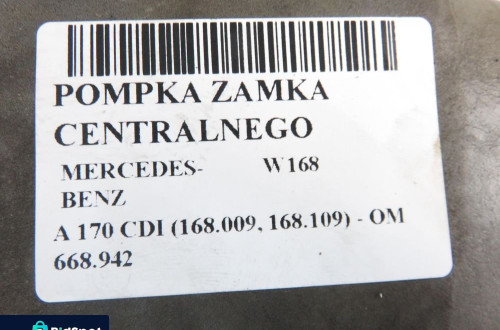 POMPKA ZAMKA
CENTRALNEGO
MERCEDES- W168
BENZ
A 170 CDI (168.009, 168.109) - OM
668.942